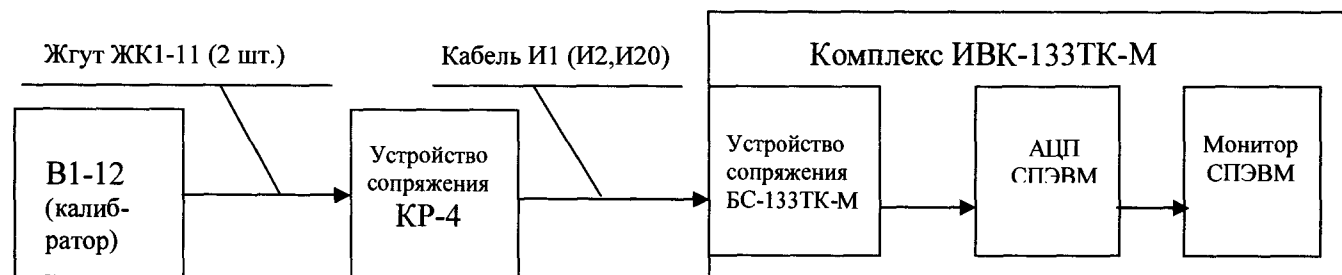 Жгут ЖК1-11 (2 шт.)
Кабель И1 (И2,И20)
Комплекс ИВК-133ТК-М
В1-12
(калиб-
ратор)
Устройство
сопряжения
КР-4
Устройство
сопряжения
БС-133ТК-М
АЦП
СПЭВМ
Монитор
СПЭВМ